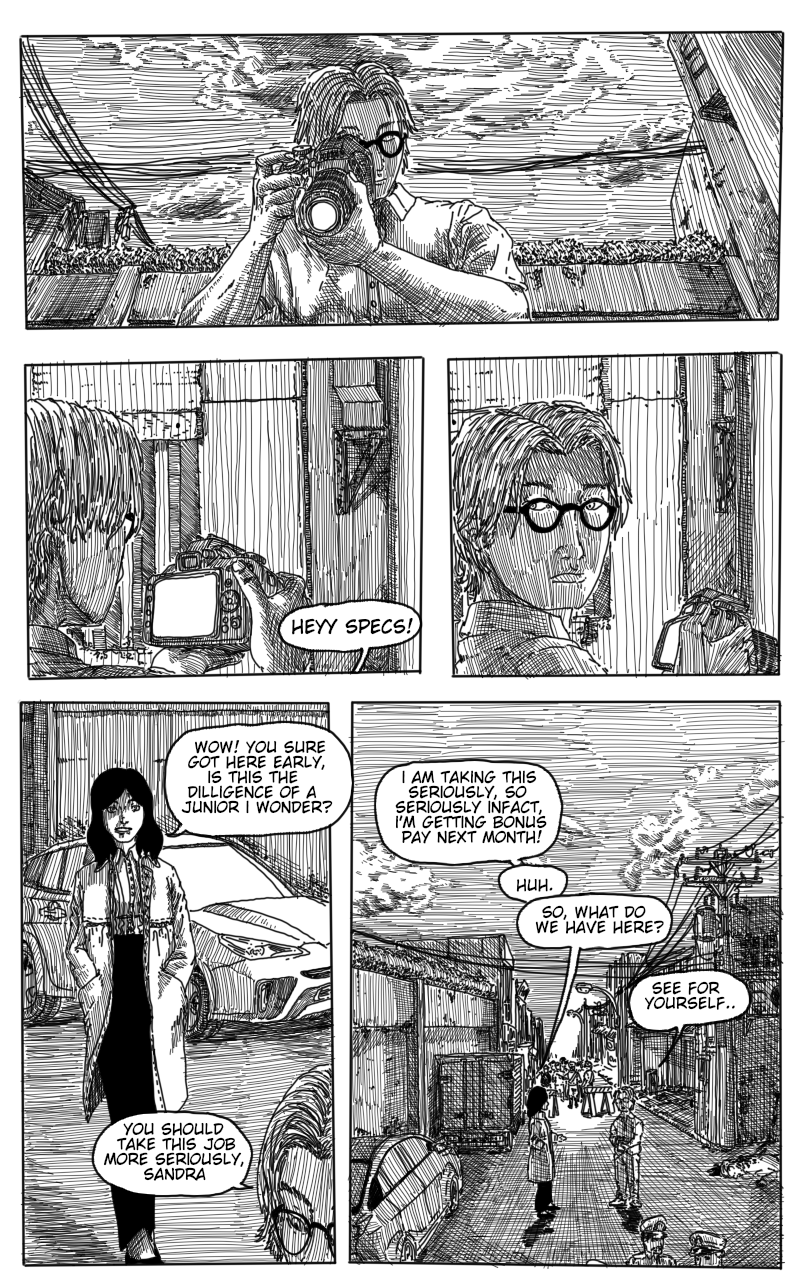 HEYY SPECS!
WOW! YOU SURE
GOT HERE EARLY,
IS THIS THE
DILLIGENCE OF A
JUNIOR I WONDER?
YOU SHOULD
TAKE THIS JOB
MORE SERIOUSLY,
SANDRA
I AM TAKING THIS
SERIOUSLY, SO
SERIOUSLY INFACT,
I'M GETTING BONUS
PAY NEXT MONTH!
HUH.
SO, WHAT DO
WE HAVE HERE?
SEE FOR
YOURSELF..